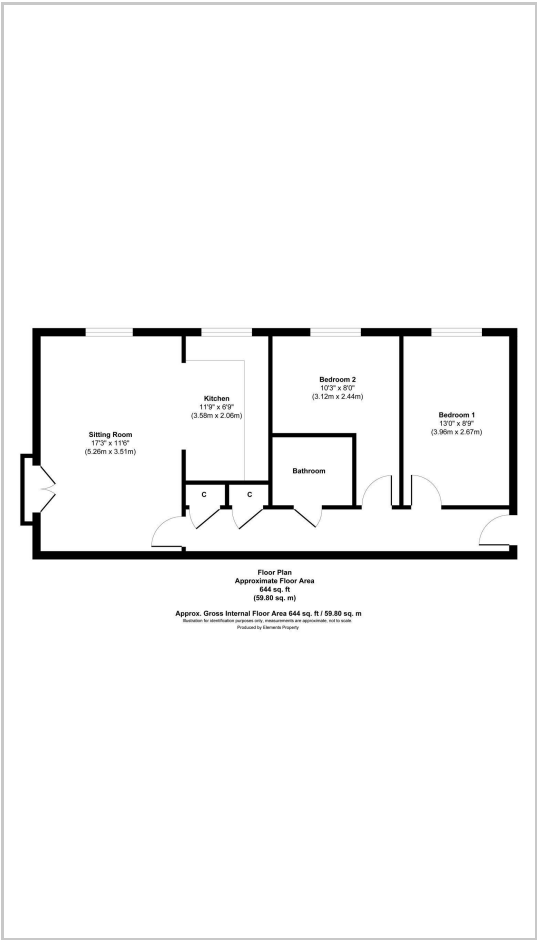 Kitchen
11'9" x 6'9"
(3.58m x 2.06m)
Bedroom 2
10'3" x 8'0"
(3.12m x 2.44m)
Bedroom 1
13'0" x 8'9"
(3.96m x 2.67m)
Sitting Room
17'3" x 11'6"
(5.26m x 3.51m)
Bathroom
C
C
Floor Plan
Approximate Floor Area
644 sq. ft
(59.80 sq. m)
Approx. Gross Internal Floor Area 644 sq. ft / 59.80 sq. m
Illustration for identification purposes only, measurements are approximate, not to scale.
Produced by Elements Property